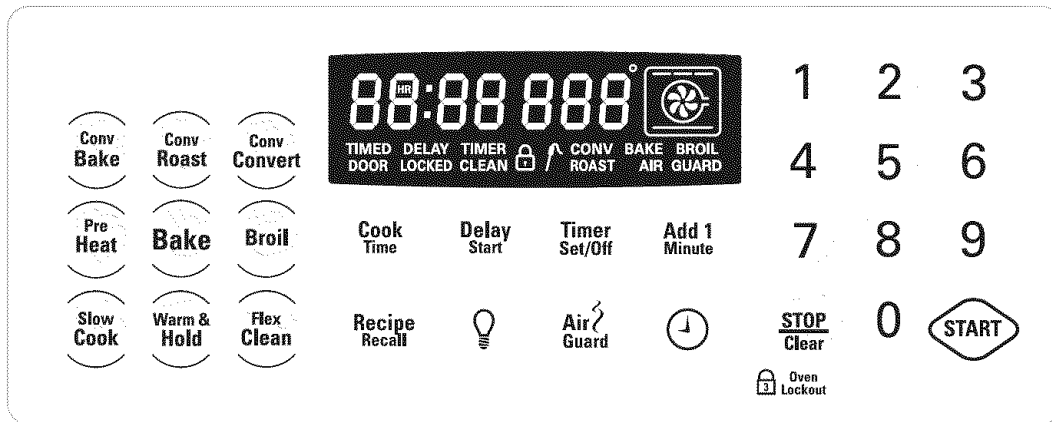 Conv
Bake
Conv
Roast
Conv
Convert
Pre
Heat
Bake
Broil
Slow
Cook
Warm &
Hold
Flex
Clean
88:88 888°
HR
TIMED DELAY TIMER CONV BAKE BROIL
DOOR LOCKED CLEAN ROAST AIR GUARD
Cook
Time
Delay
Start
Timer
Set/Off
Add 1
Minute
Recipe
Recall
Air
Guard
1 2 3
4 5 6
7 8 9
STOP
Clear
0
START
3
Oven
Lockout